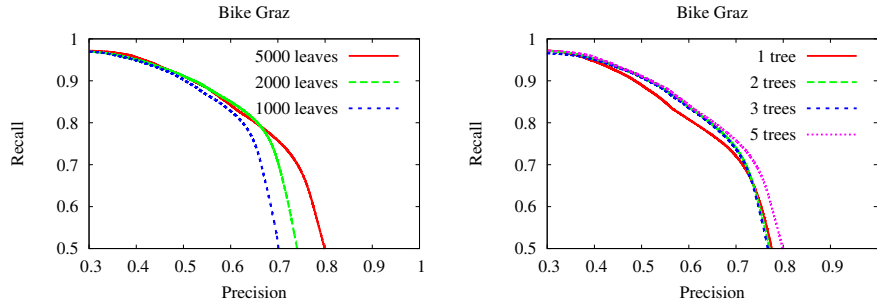 Bike Graz
1
0.9
0.8
0.7
0.6
0.5
Recall
5000 leaves
2000 leaves
1000 leaves
0.3 0.4 0.5 0.6 0.7 0.8 0.9 1
Precision
Bike Graz
1
0.9
0.8
0.7
0.6
0.5
Recall
1 tree
2 trees
3 trees
5 trees
0.3 0.4 0.5 0.6 0.7 0.8 0.9
Precision